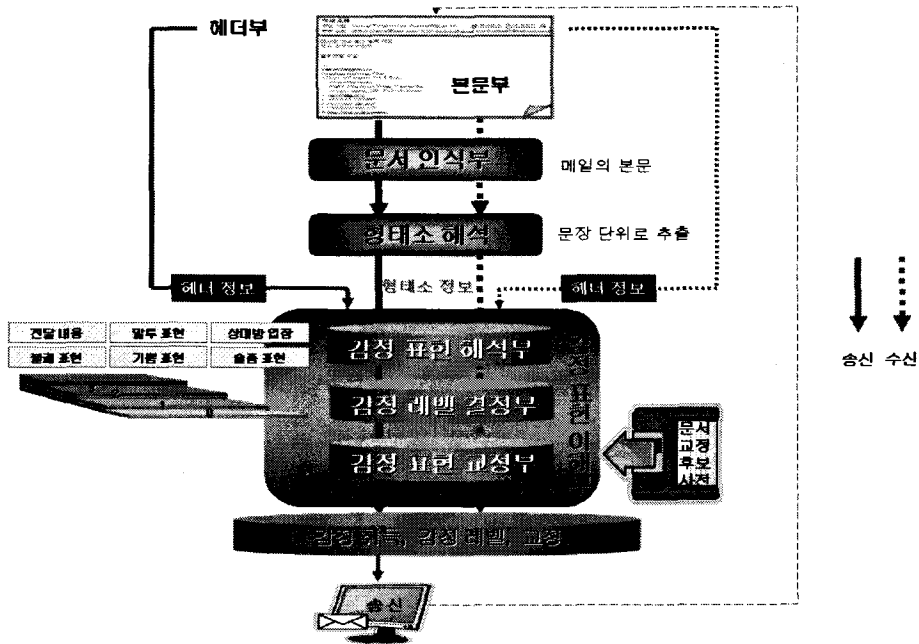 헤더부
본문부
문서 인식부
메일의 본문
형태소 해석
문장 단위로 추출
헤더 정보
형태소 정보
헤더 정보
전달 내용
말투 표현
상대방 입장
불쾌 표현
기쁨 표현
슬픔 표현
감정 표현 해석부
감정 레벨 결정부
감정 표현 교정부
감정 표현 이해
문서
교정
후보
사전
송신 수신
감정 취득, 감정 레벨, 교정
송신